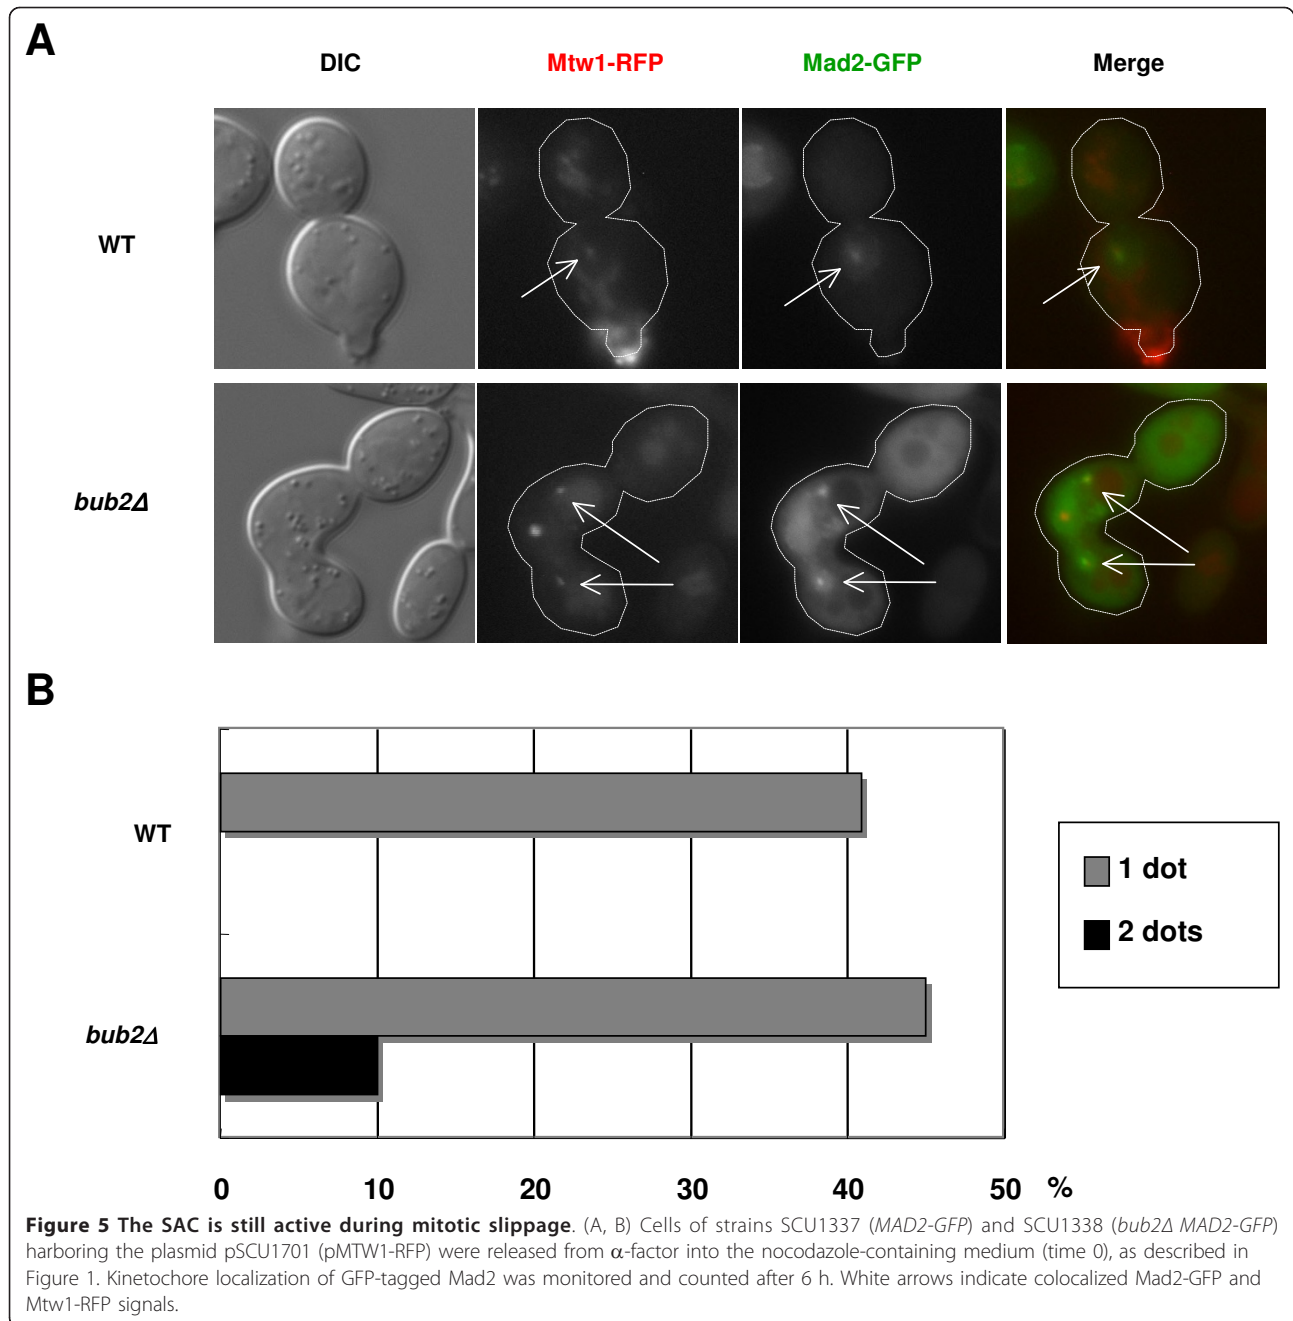 A
DIC
Mtw1-RFP
Mad2-GFP
Merge
WT
bub2Δ
B
WT
bub2Δ
1 dot
2 dots
0 10 20 30 40 50 %
Figure 5 The SAC is still active during mitotic slippage. (A, B) Cells of strains SCU1337 (MAD2-GFP) and SCU1338 (bub2Δ MAD2-GFP)
harboring the plasmid pSCU1701 (pMTW1-RFP) were released from α-factor into the nocodazole-containing medium (time 0), as described in
Figure 1. Kinetochore localization of GFP-tagged Mad2 was monitored and counted after 6 h. White arrows indicate colocalized Mad2-GFP and
Mtw1-RFP signals.